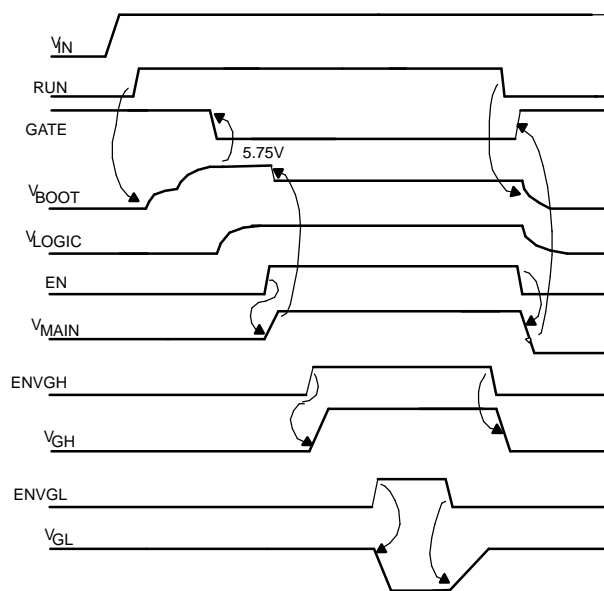 VIN
RUN
GATE
5.75V
VBOOT
VLOGIC
EN
VMAIN
ENVGH
VGH
ENVGL
VGL